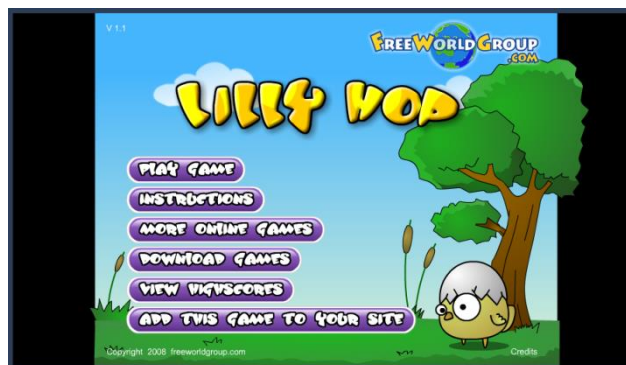 V 1.1
FREEWORLDGROUP
.COM
LILLY HOP
PLAY GAME
INSTRUCTIONS
MORE ONLINE GAMES
DOWNLOAD GAMES
VIEW HIGHSCORES
ADD THIS GAME TO YOUR SITE
Copyright 2008 freeworldgroup.com
Credits